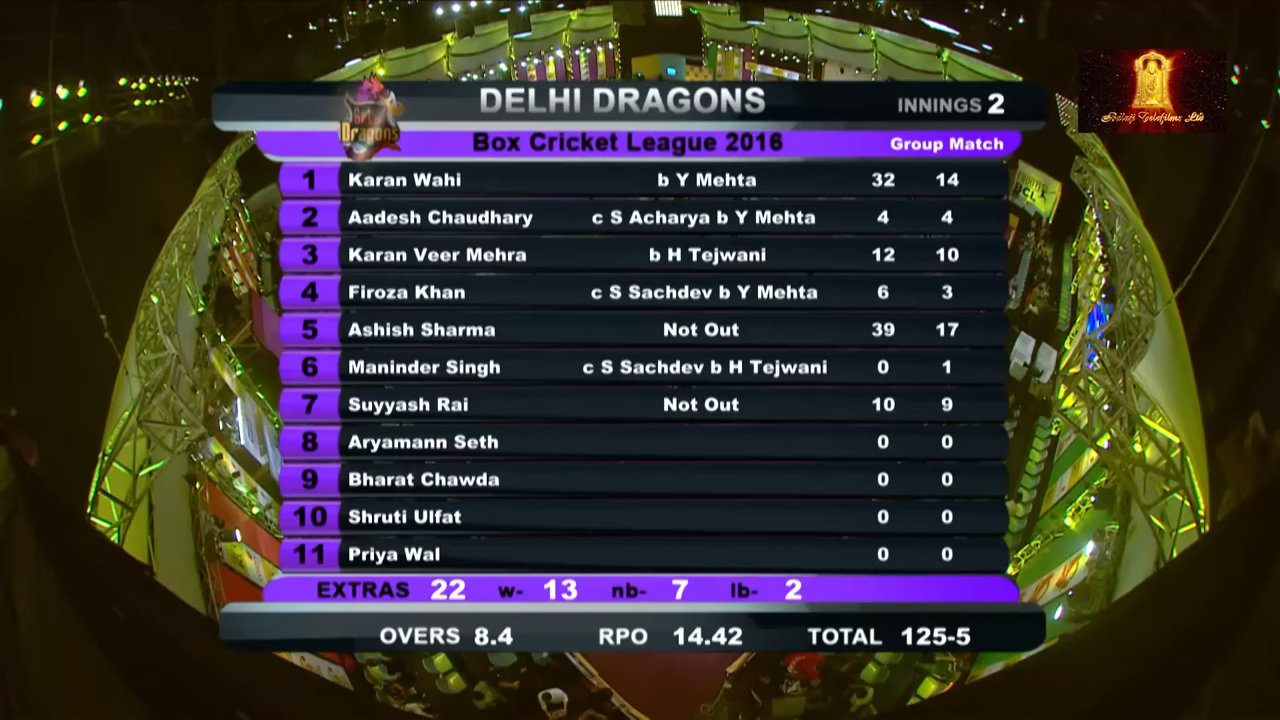 DELHI DRAGONS INNINGS 2
Dragons
Box Cricket League 2016 Group Match
1 Karan Wahi b Y Mehta 32 14
2 Aadesh Chaudhary c S Acharya b Y Mehta 4 4
3 Karan Veer Mehra b H Tejwani 12 10
4 Firoza Khan c S Sachdev b Y Mehta 6 3
5 Ashish Sharma Not Out 39 17
6 Maninder Singh c S Sachdev b H Tejwani 0 1
7 Suyyash Rai Not Out 10 9
8 Aryamann Seth 0 0
9 Bharat Chawda 0 0
10 Shruti Ulfat 0 0
11 Priya Wal 0 0
EXTRAS 22 w- 13 nb- 7 lb- 2
OVERS 8.4 RPO 14.42 TOTAL 125-5
Balaji Telefilms Ltd